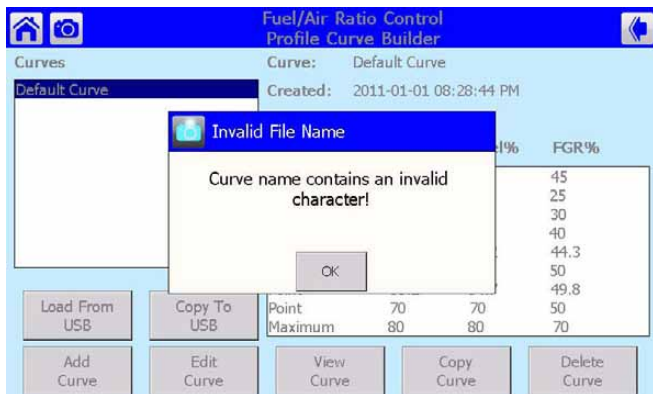 Fuel/Air Ratio Control
Profile Curve Builder
Curves
Curve: Default Curve
Default Curve
Created: 2011-01-01 08:28:44 PM
Invalid File Name
FGR%
Curve name contains an invalid
character!
45
25
30
40
44.3
50
49.8
OK
Point 70 70 50
Maximum 80 80 70
Load From
USB
Copy To
USB
Add
Curve
Edit
Curve
View
Curve
Copy
Curve
Delete
Curve